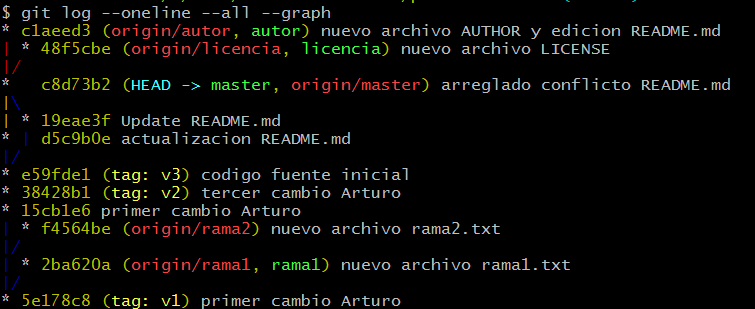 $ git log --oneline --all --graph
* c1aeed3 (origin/autor, autor) nuevo archivo AUTHOR y edicion README.md
| * 48f5cbe (origin/licencia, licencia) nuevo archivo LICENSE
|/
*   c8d73b2 (HEAD -> master, origin/master) arreglado conflicto README.md
|\
| * 19eae3f Update README.md
* | d5c9b0e actualizacion README.md
|/
* e59fde1 (tag: v3) codigo fuente inicial
* 38428b1 (tag: v2) tercer cambio Arturo
* 15cb1e6 primer cambio Arturo
| * f4564be (origin/rama2) nuevo archivo rama2.txt
|/
| * 2ba620a (origin/rama1, rama1) nuevo archivo rama1.txt
|/
* 5e178c8 (tag: v1) primer cambio Arturo